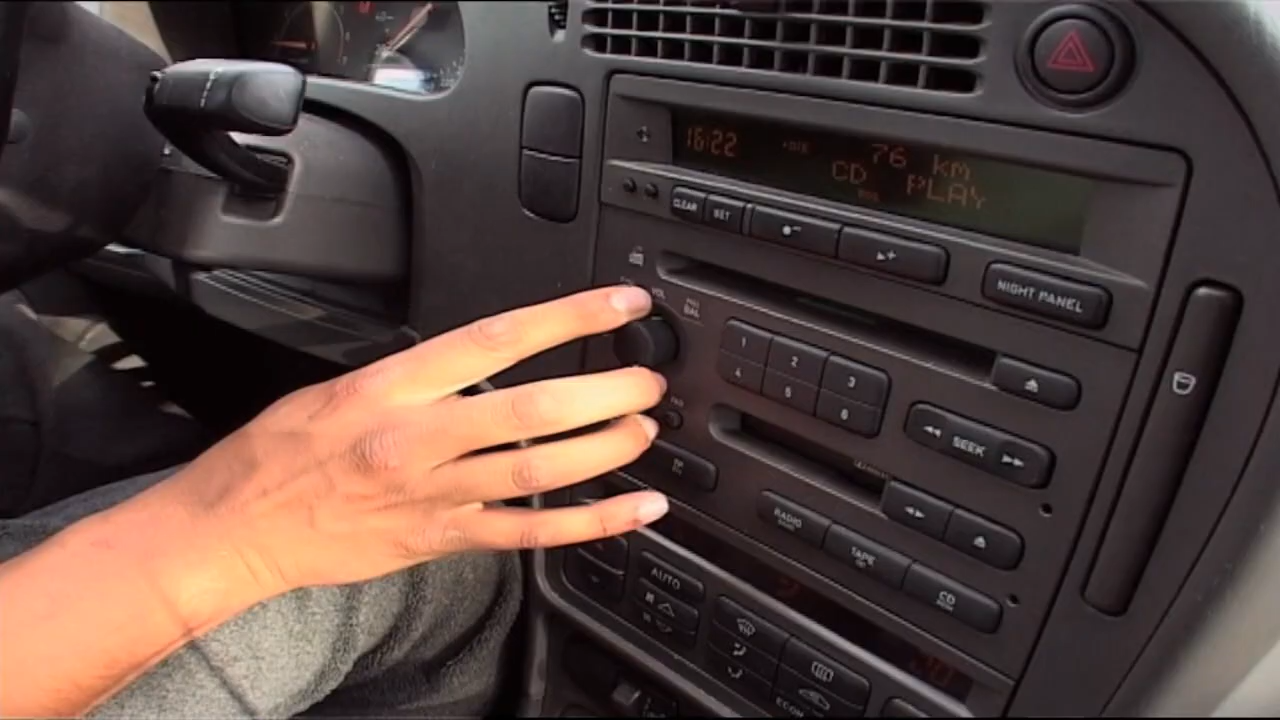 16:22
76 km
CD PLAY
CLEAR
SET
- +
NIGHT PANEL
VOL
BAL
1 2 3
4 5 6
SEEK
RADIO
TAPE
CD
AUTO
ECON